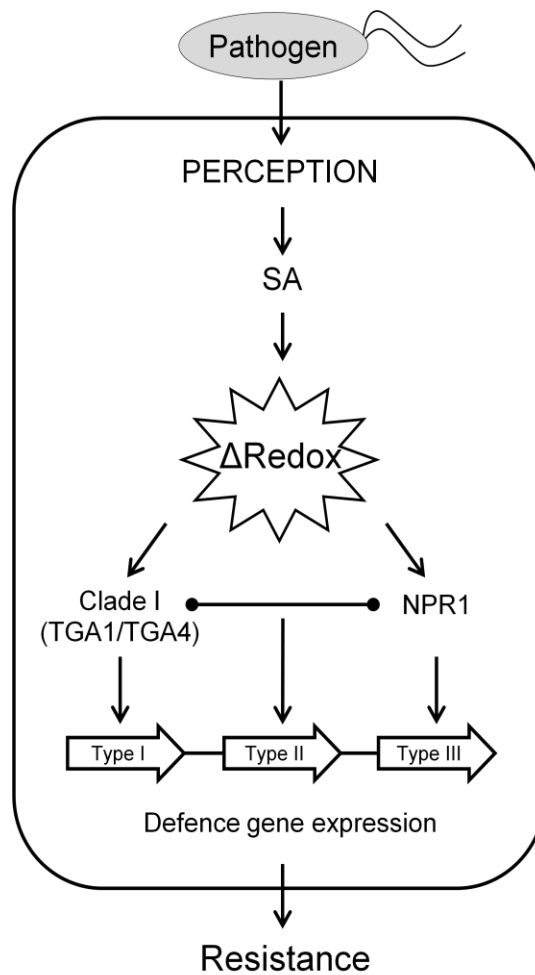 Pathogen
PERCEPTION
SA
ΔRedox
Clade I
(TGA1/TGA4)
NPR1
Type I
Type II
Type III
Defence gene expression
Resistance